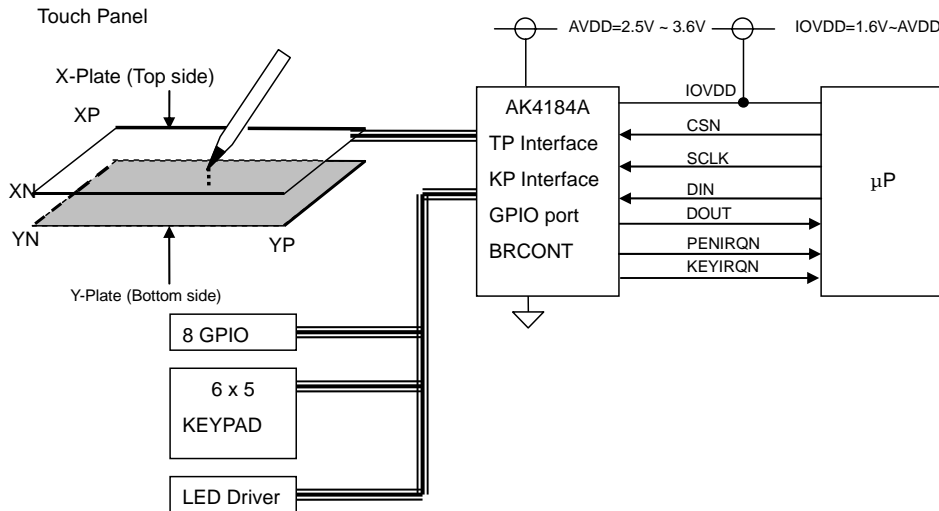 Touch Panel
AVDD=2.5V ~ 3.6V
IOVDD=1.6V~AVDD
X-Plate (Top side)
XP
XN
YN
YP
Y-Plate (Bottom side)
AK4184A
TP Interface
KP Interface
GPIO port
BRCONT
IOVDD
CSN
SCLK
DIN
DOUT
PENIRQN
KEYIRQN
µP
8 GPIO
6 x 5
KEYPAD
LED Driver